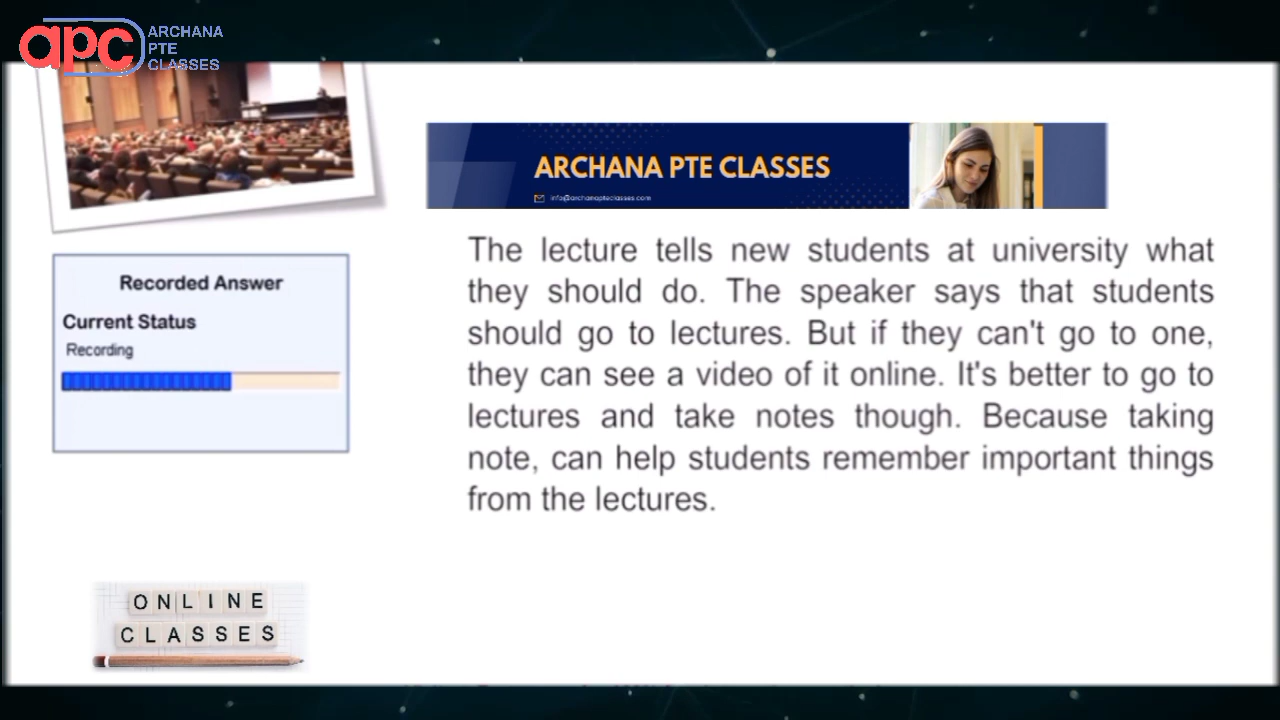 apc ARCHANA
PTE
CLASSES
ARCHANA PTE CLASSES
info@archanapteclasses.com
Recorded Answer
Current Status
Recording
The lecture tells new students at university what
they should do. The speaker says that students
should go to lectures. But if they can't go to one,
they can see a video of it online. It's better to go to
lectures and take notes though. Because taking
note, can help students remember important things
from the lectures.
ONLINE
CLASSES